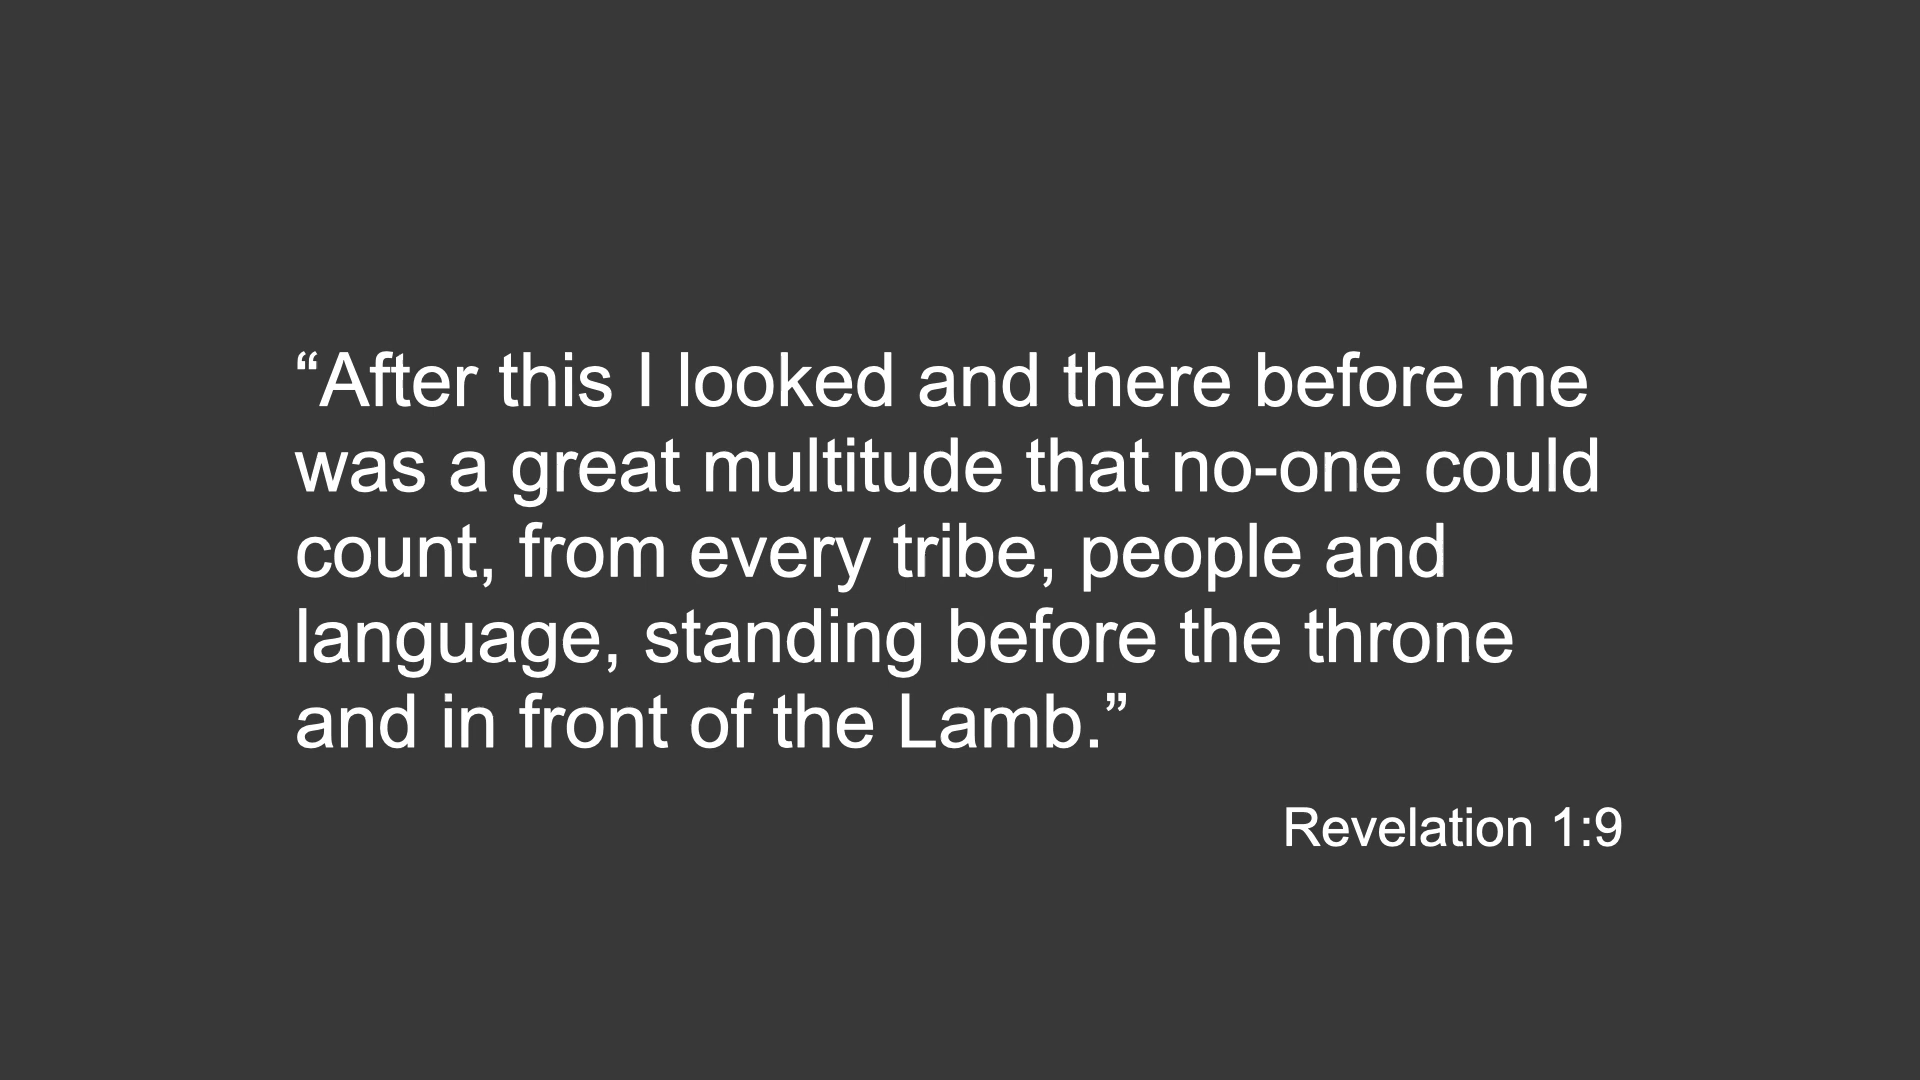 “After this I looked and there before me
was a great multitude that no-one could
count, from every tribe, people and
language, standing before the throne
and in front of the Lamb.”
Revelation 1:9